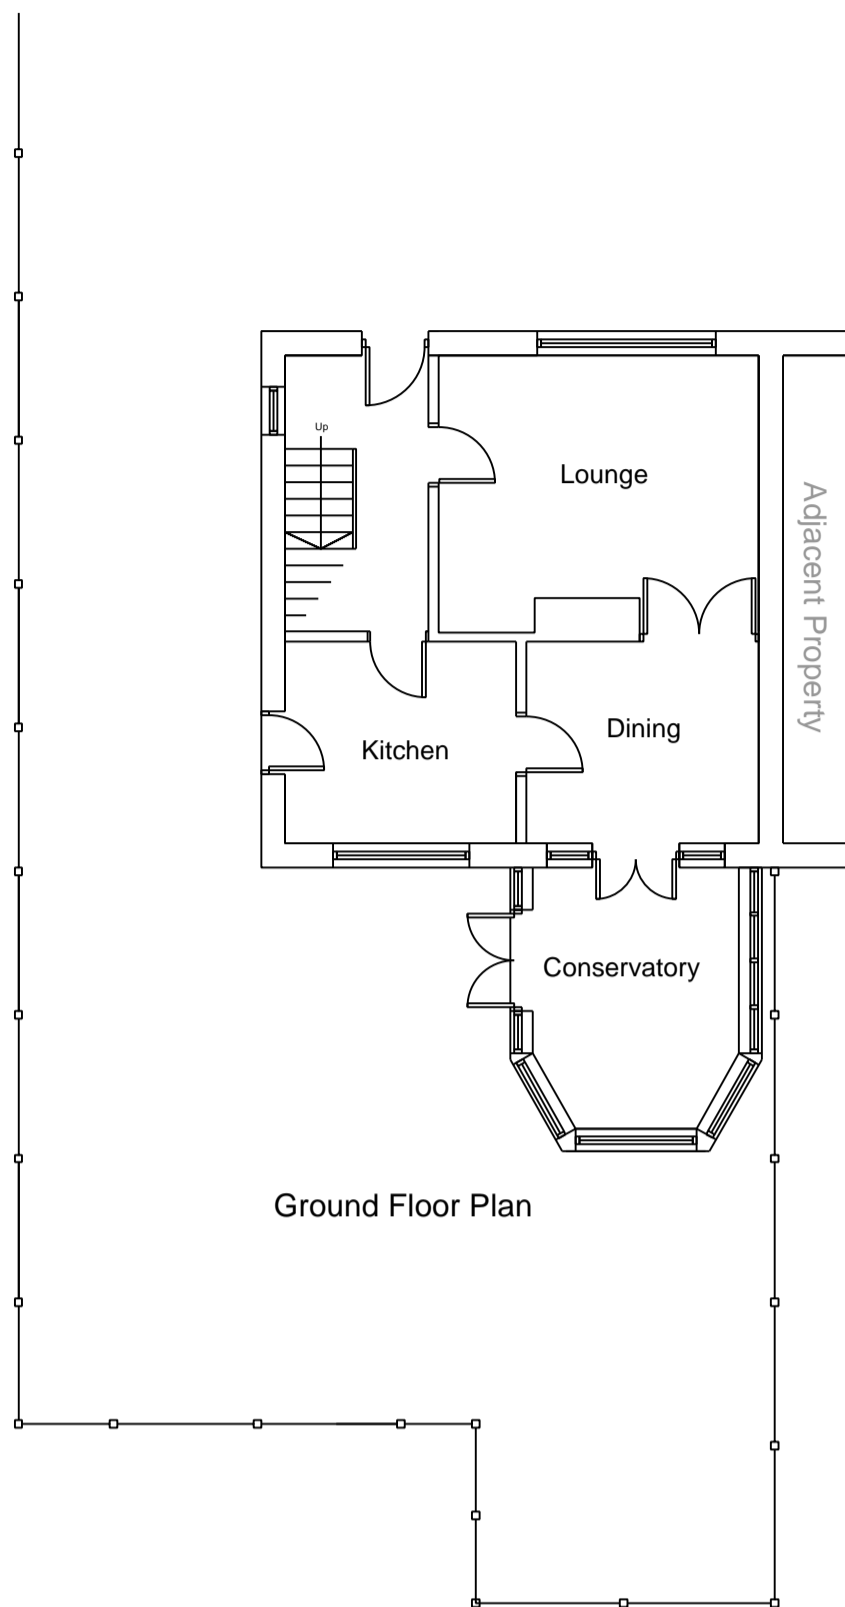 Up
Lounge
Adjacent Property
Dining
Kitchen
Conservatory
Ground Floor Plan